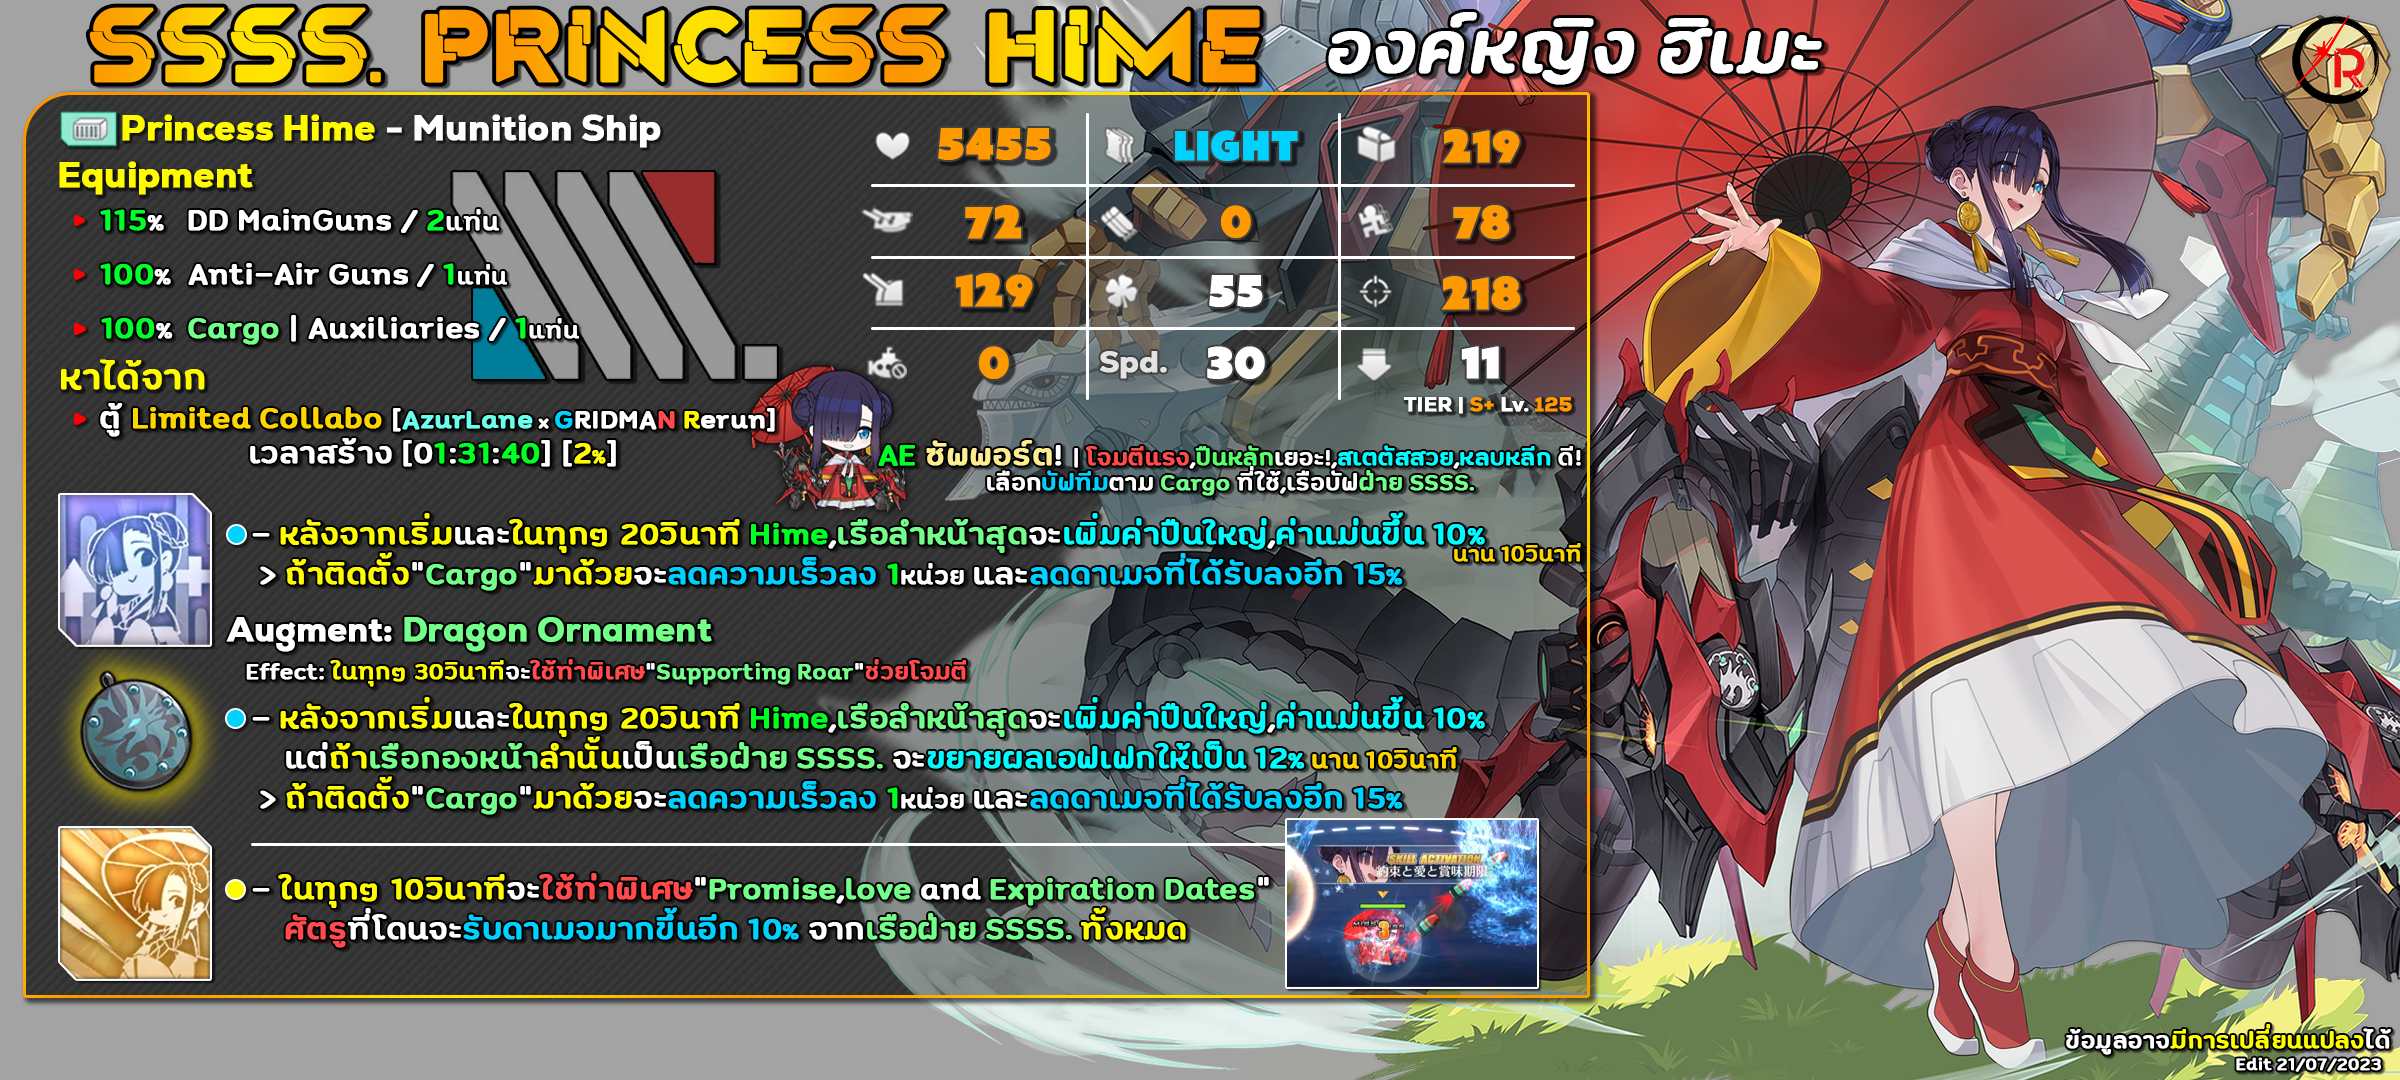 SSSS. PRINCESS HIME องค์หญิง ฮิเมะ
R
Princess Hime - Munition Ship
Equipment
115% DD MainGuns / 2แท่น
100% Anti-Air Guns / 1แท่น
100% Cargo | Auxiliaries / 1แท่น
หาได้จาก
ตู้ Limited Collabo [AzurLane x GRIDMAN Rerun]
เวลาสร้าง [01:31:40] [2%]
5455 LIGHT 219
72 0 78
129 55 218
0 Spd. 30 11
TIER | S+ Lv. 125
AE ซัพพอร์ต! | โจมตีแรง,ปืนหลักเยอะ!,สเตตัสสวย,หลบหลีก ดี!
เลือกบัฟทีมตาม Cargo ที่ใช้,เรือบัฟฝ่าย SSSS.
- หลังจากเริ่มและในทุกๆ 20วินาที Hime,เรือลำหน้าสุดจะเพิ่มค่าปืนใหญ่,ค่าแม่นขึ้น 10%
นาน 10วินาที
> ถ้าติดตั้ง"Cargo"มาด้วยจะลดความเร็วลง 1หน่วย และลดดาเมจที่ได้รับลงอีก 15%
Augment: Dragon Ornament
Effect: ในทุกๆ 30วินาทีจะใช้ท่าพิเศษ"Supporting Roar"ช่วยโจมตี
- หลังจากเริ่มและในทุกๆ 20วินาที Hime,เรือลำหน้าสุดจะเพิ่มค่าปืนใหญ่,ค่าแม่นขึ้น 10%
แต่ถ้าเรือกองหน้าลำนั้นเป็นเรือฝ่าย SSSS. จะขยายผลเอฟเฟกให้เป็น 12% นาน 10วินาที
> ถ้าติดตั้ง"Cargo"มาด้วยจะลดความเร็วลง 1หน่วย และลดดาเมจที่ได้รับลงอีก 15%
- ในทุกๆ 10วินาทีจะใช้ท่าพิเศษ"Promise,love and Expiration Dates"
ศัตรูที่โดนจะรับดาเมจมากขึ้นอีก 10% จากเรือฝ่าย SSSS. ทั้งหมด
SKILL ACTIVATION
約束と愛と賞味期限
3
ข้อมูลอาจมีการเปลี่ยนแปลงได้
Edit 21/07/2023